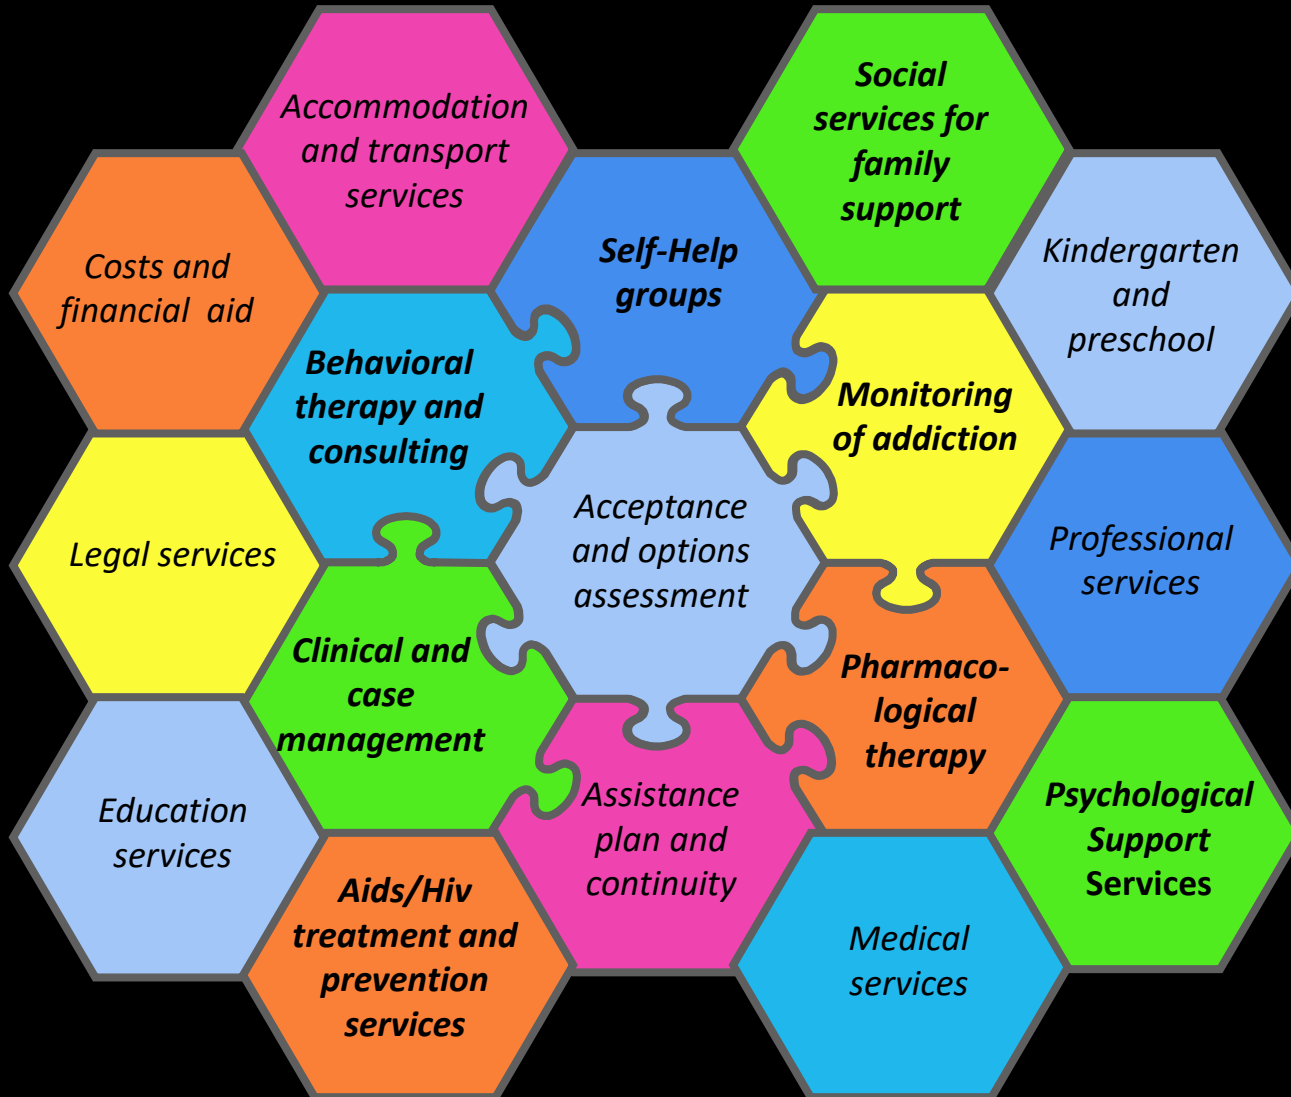 Accommodation
and transport
services
Social
services for
family
support
Costs and
financial aid
Self-Help
groups
Kindergarten
and
preschool
Behavioral
therapy and
consulting
Monitoring
of addiction
Legal services
Acceptance
and options
assessment
Professional
services
Clinical and
case
management
Pharmaco-
logical
therapy
Education
services
Assistance
plan and
continuity
Psychological
Support
Services
Aids/Hiv
treatment and
prevention
services
Medical
services